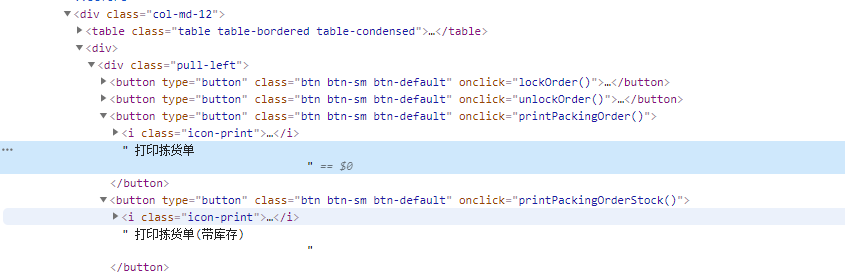 ▼<div class="col-md-12">
▶<table class="table table-bordered table-condensed">…</table>
▼<div>
▼<div class="pull-left">
▶<button type="button" class="btn btn-sm btn-default" onclick="lockOrder()">…</button>
▶<button type="button" class="btn btn-sm btn-default" onclick="unlockOrder()">…</button>
▼<button type="button" class="btn btn-sm btn-default" onclick="printPackingOrder()">
▶<i class="icon-print">…</i>
… " 打印拣货单
" == $0
</button>
▼<button type="button" class="btn btn-sm btn-default" onclick="printPackingOrderStock()">
▶<i class="icon-print">…</i>
" 打印拣货单(带库存)
"
</button>